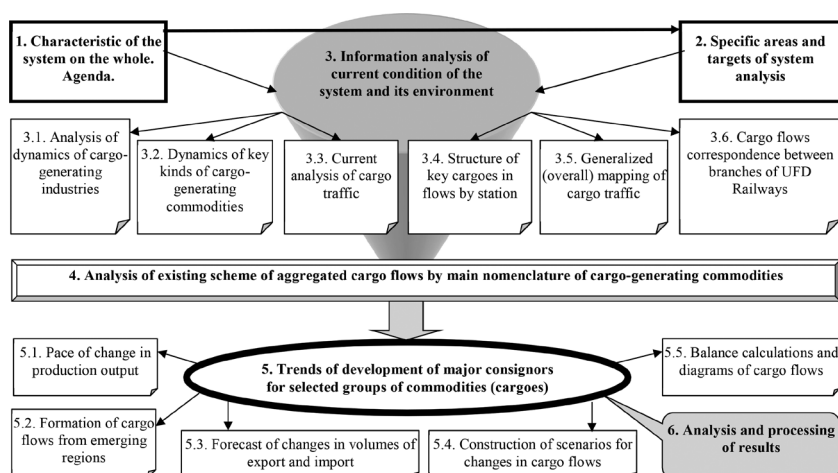 1. Characteristic of the
system on the whole.
Agenda.
3. Information analysis of
current condition of the
system and its environment
2. Specific areas and
targets of system
analysis
3.1. Analysis of
dynamics of cargo-
generating
industries
3.2. Dynamics of key
kinds of cargo-
generating
commodities
3.3. Current
analysis of cargo
traffic
3.4. Structure of
key cargoes in
flows by station
3.5. Generalized
(overall) mapping of
cargo traffic
3.6. Cargo flows
correspondence between
branches of UFD
Railways
4. Analysis of existing scheme of aggregated cargo flows by main nomenclature of cargo-generating commodities
5.1. Pace of change in
production output
5. Trends of development of major consignors
for selected groups of commodities (cargoes)
5.5. Balance calculations and
diagrams of cargo flows
5.2. Formation of cargo
flows from emerging
regions
5.3. Forecast of changes in volumes of
export and import
5.4. Construction of scenarios for
changes in cargo flows
6. Analysis and processing
of results